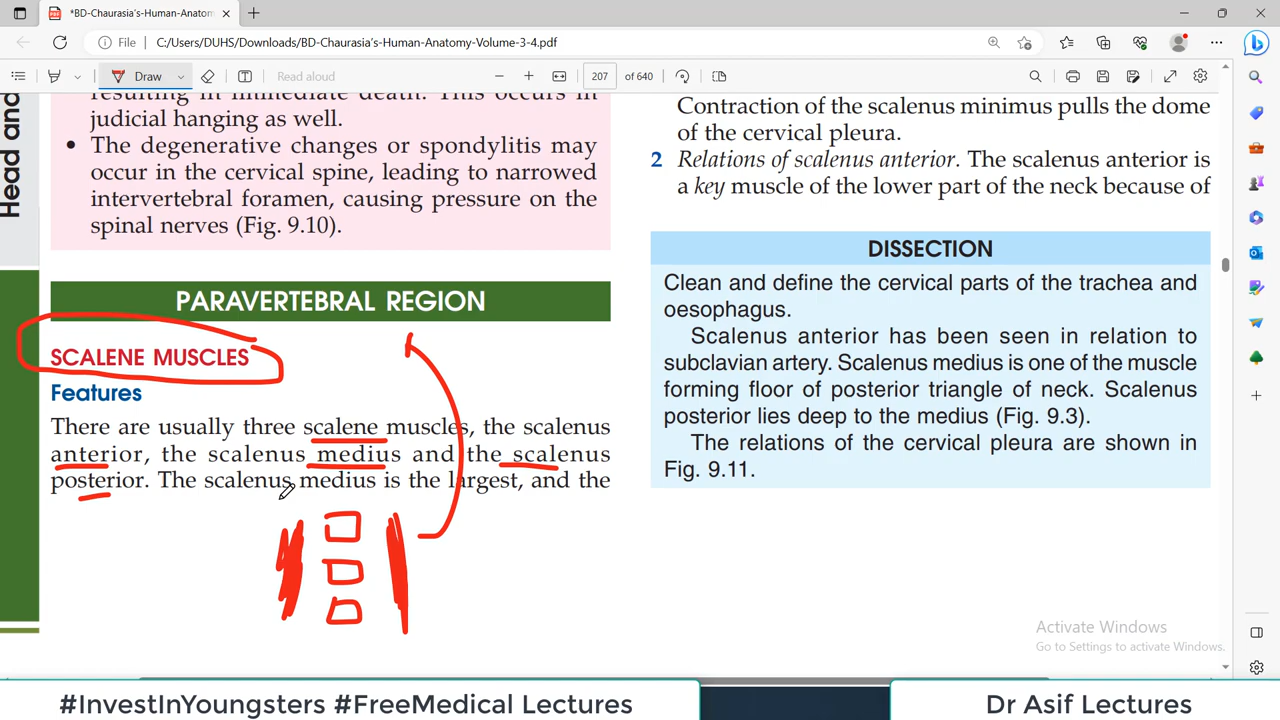 *BD-Chaurasia's-Human-Anatom
File
C:/Users/DUHS/Downloads/BD-Chaurasia's-Human-Anatomy-Volume-3-4.pdf
Draw
Read aloud
207 of 640
Head and
resulting in immediate death. This occurs in
judicial hanging as well.
• The degenerative changes or spondylitis may
occur in the cervical spine, leading to narrowed
intervertebral foramen, causing pressure on the
spinal nerves (Fig. 9.10).
PARAVERTEBRAL REGION
SCALENE MUSCLES
Features
There are usually three scalene muscles, the scalenus
anterior, the scalenus medius and the scalenus
posterior. The scalenus medius is the largest, and the
Contraction of the scalenus minimus pulls the dome
of the cervical pleura.
2 Relations of scalenus anterior. The scalenus anterior is
a key muscle of the lower part of the neck because of
DISSECTION
Clean and define the cervical parts of the trachea and
oesophagus.
Scalenus anterior has been seen in relation to
subclavian artery. Scalenus medius is one of the muscle
forming floor of posterior triangle of neck. Scalenus
posterior lies deep to the medius (Fig. 9.3).
The relations of the cervical pleura are shown in
Fig. 9.11.
Activate Windows
Go to Settings to activate Windows.
#InvestInYoungsters #FreeMedical Lectures
Dr Asif Lectures